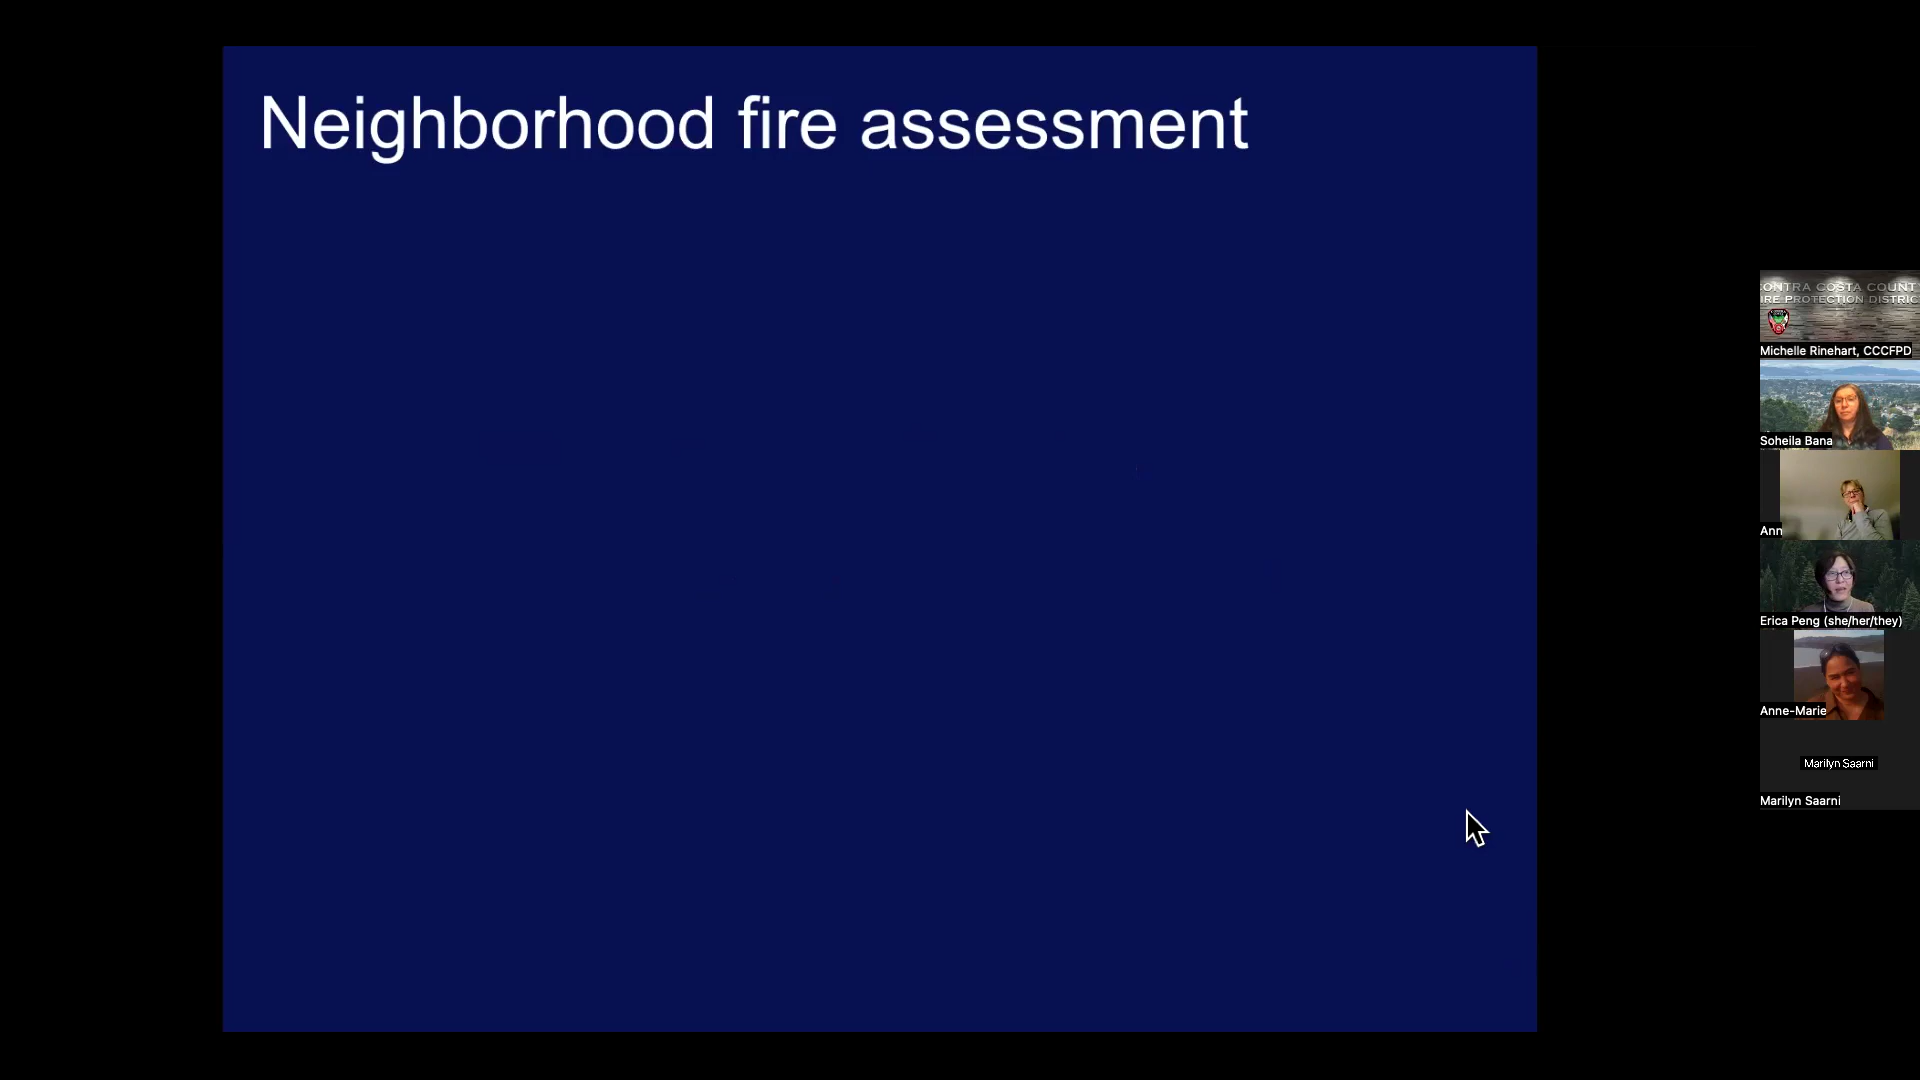 Neighborhood fire assessment
ONTRA COSTA COUNT
IRE PROTECTION DISTRIC
Michelle Rinehart, CCCFPD
Soheila Bana
Ann
Erica Peng (she/her/they)
Anne-Marie
Marilyn Saarni
Marilyn Saarni